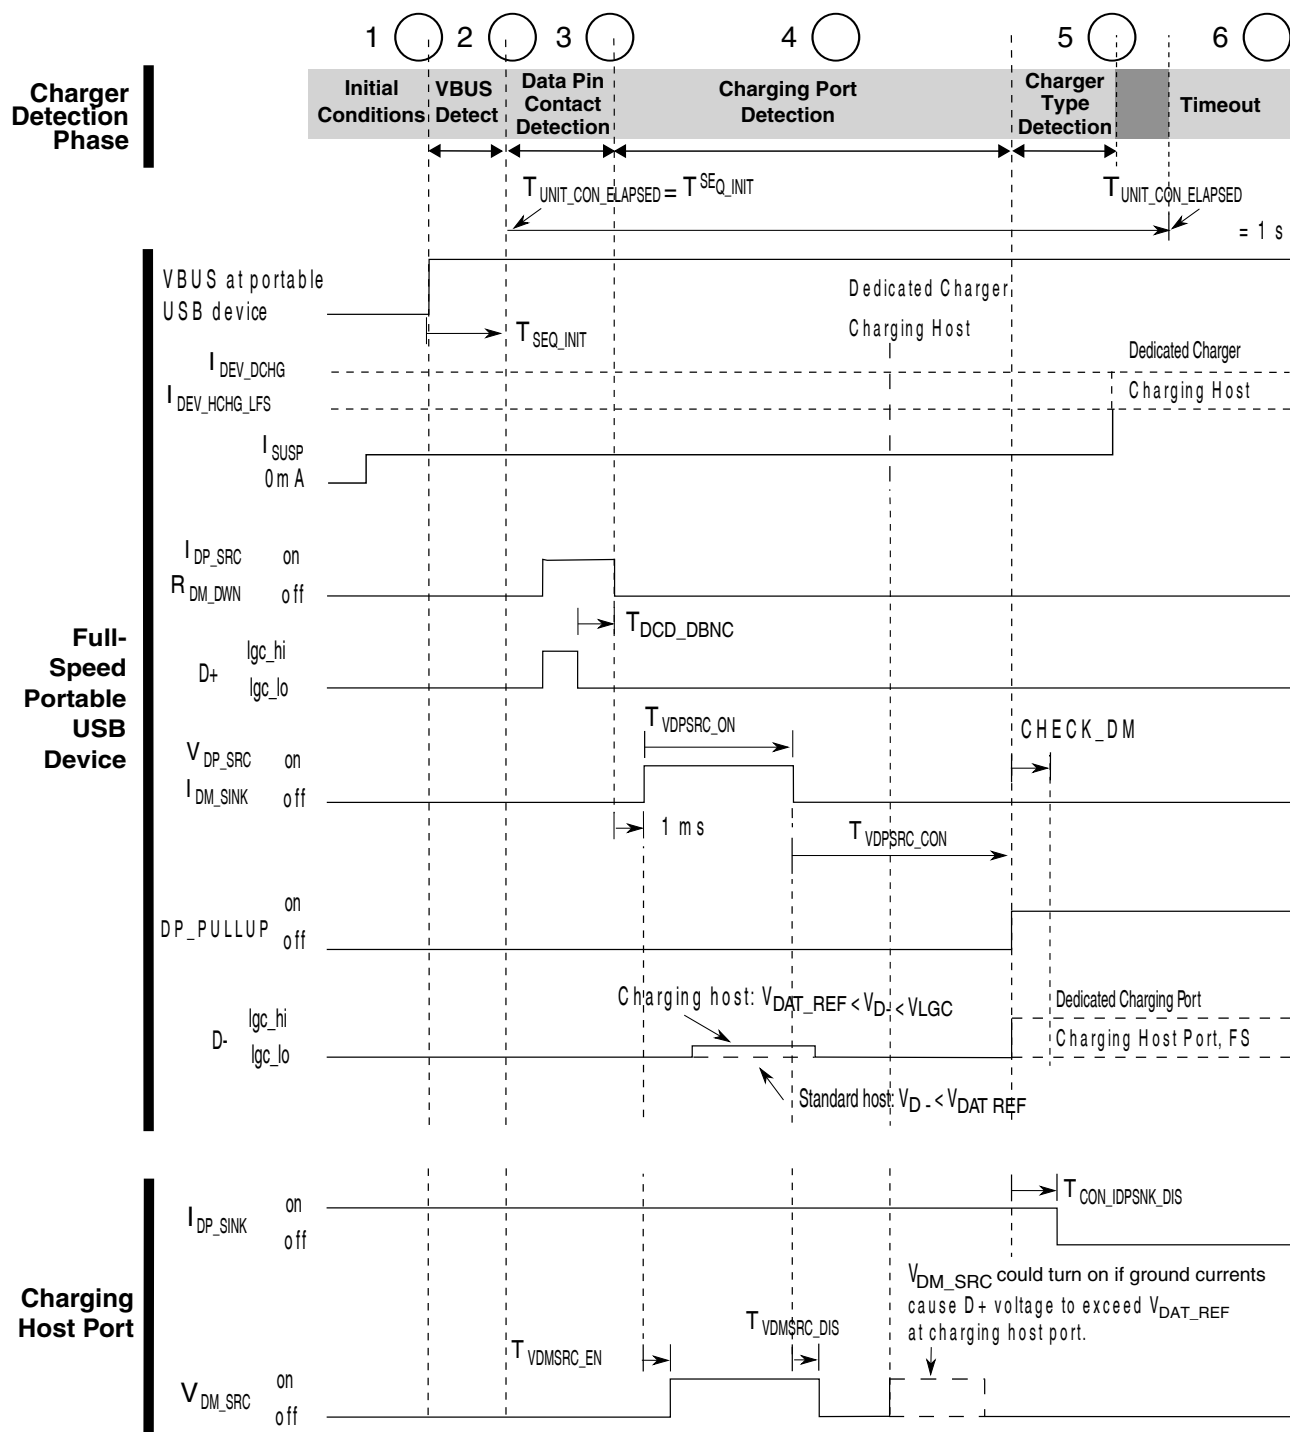 1 2 3 4 5 6
Charger
Detection
Phase
Initial
Conditions
VBUS
Detect
Data Pin
Contact
Detection
Charging Port
Detection
Charger
Type
Detection
Timeout
T UNIT_CON_ELAPSED = T SEQ_INIT
T UNIT_CON_ELAPSED
= 1 s
Full-
Speed
Portable
USB
Device
VBUS at portable
USB device
T SEQ_INIT
Dedicated Charger
Charging Host
I DEV_DCHG
Dedicated Charger
I DEV_HCHG_LFS
Charging Host
I SUSP
0mA
I DP_SRC on
R DM_DWN off
T DCD_DBNC
D+
lgc_hi
lgc_lo
T VDPSRC_ON
CHECK_DM
V DP_SRC on
I DM_SINK off
1 ms
T VDPSRC_CON
DP_PULLUP
on
off
Charging host: V DAT_REF < V D- < VLGC
D-
lgc_hi
lgc_lo
Dedicated Charging Port
Charging Host Port, FS
Standard host: V D - < V DAT REF
Charging
Host Port
I DP_SINK
on
off
T CON_IDPSNK_DIS
V DM_SRC could turn on if ground currents
cause D+ voltage to exceed V DAT_REF
at charging host port.
T VDMSRC_EN
T VDMSRC_DIS
V DM_SRC
on
off